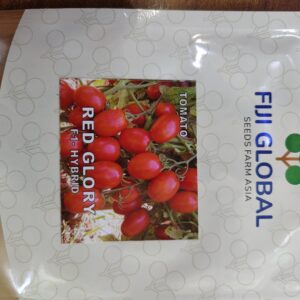 FIJI GLOBAL
SEEDS FARM ASIA
TOMATO
RED GLORY
F1- HYBRID